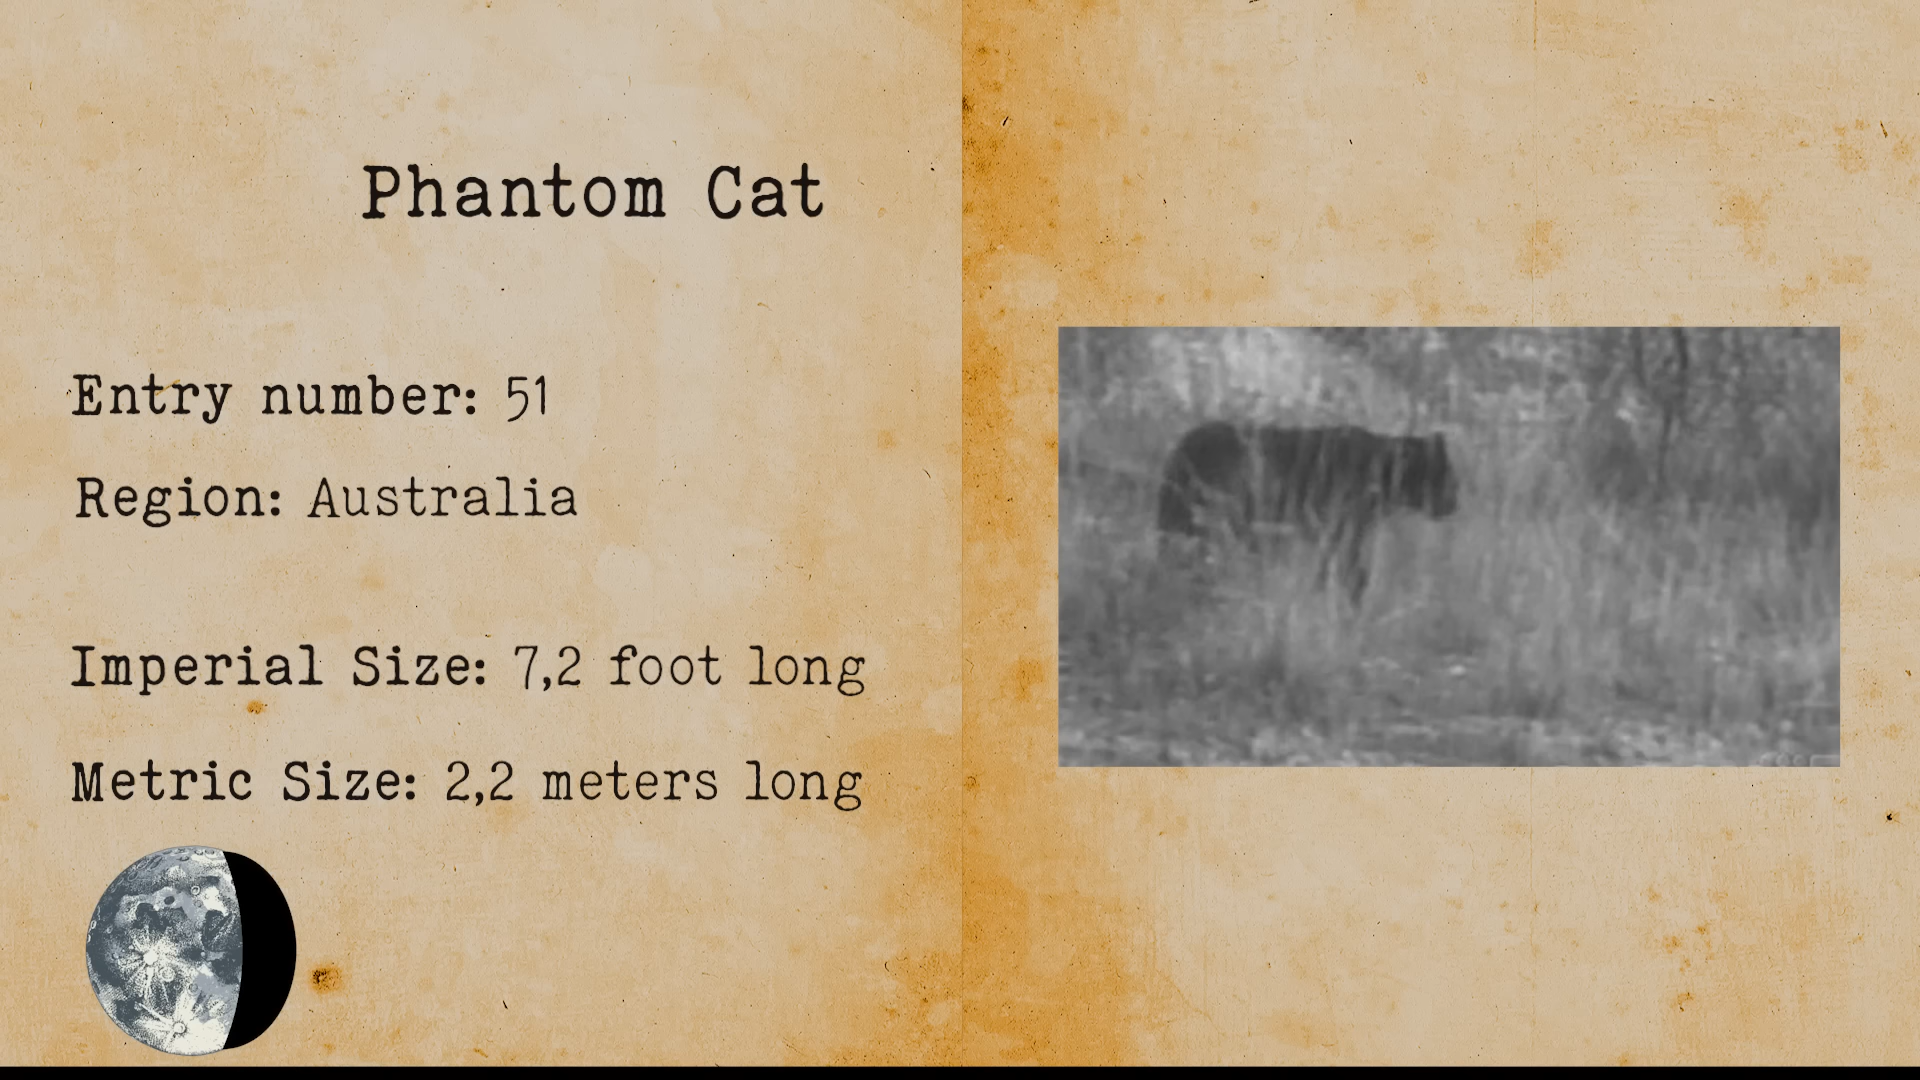 Phantom Cat
Entry number: 51
Region: Australia
Imperial Size: 7,2 foot long
Metric Size: 2,2 meters long